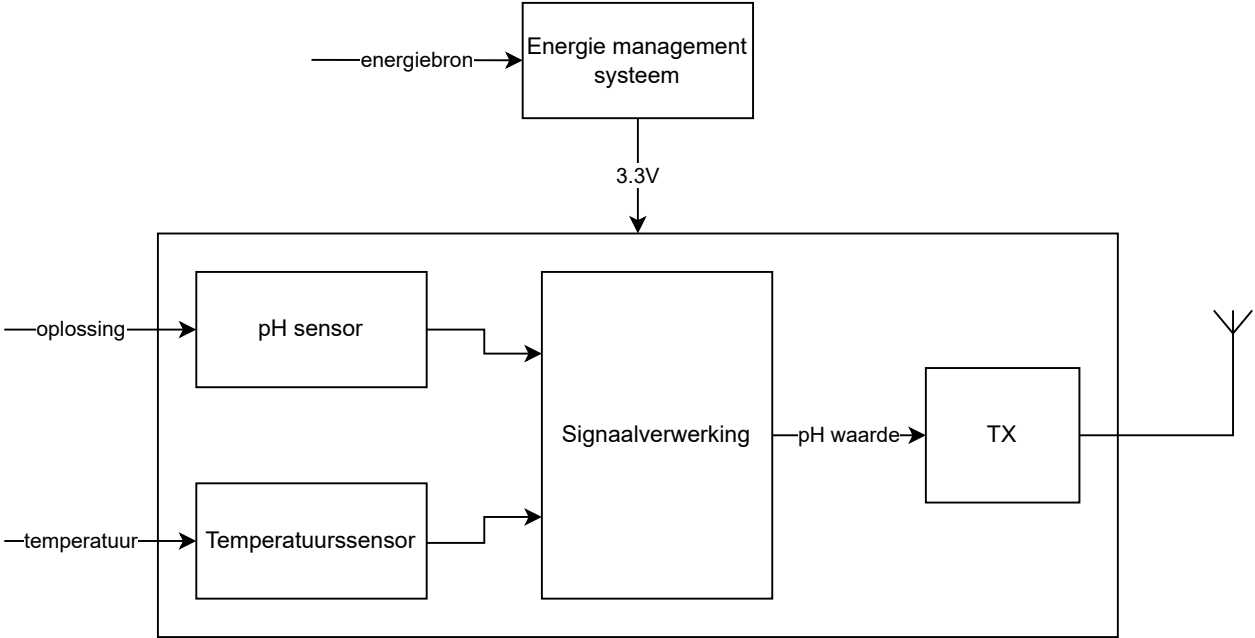 energiebron
Energie management
systeem
3.3V
oplossing
pH sensor
Signaalverwerking
pH waarde
TX
temperatuur
Temperatuurssensor